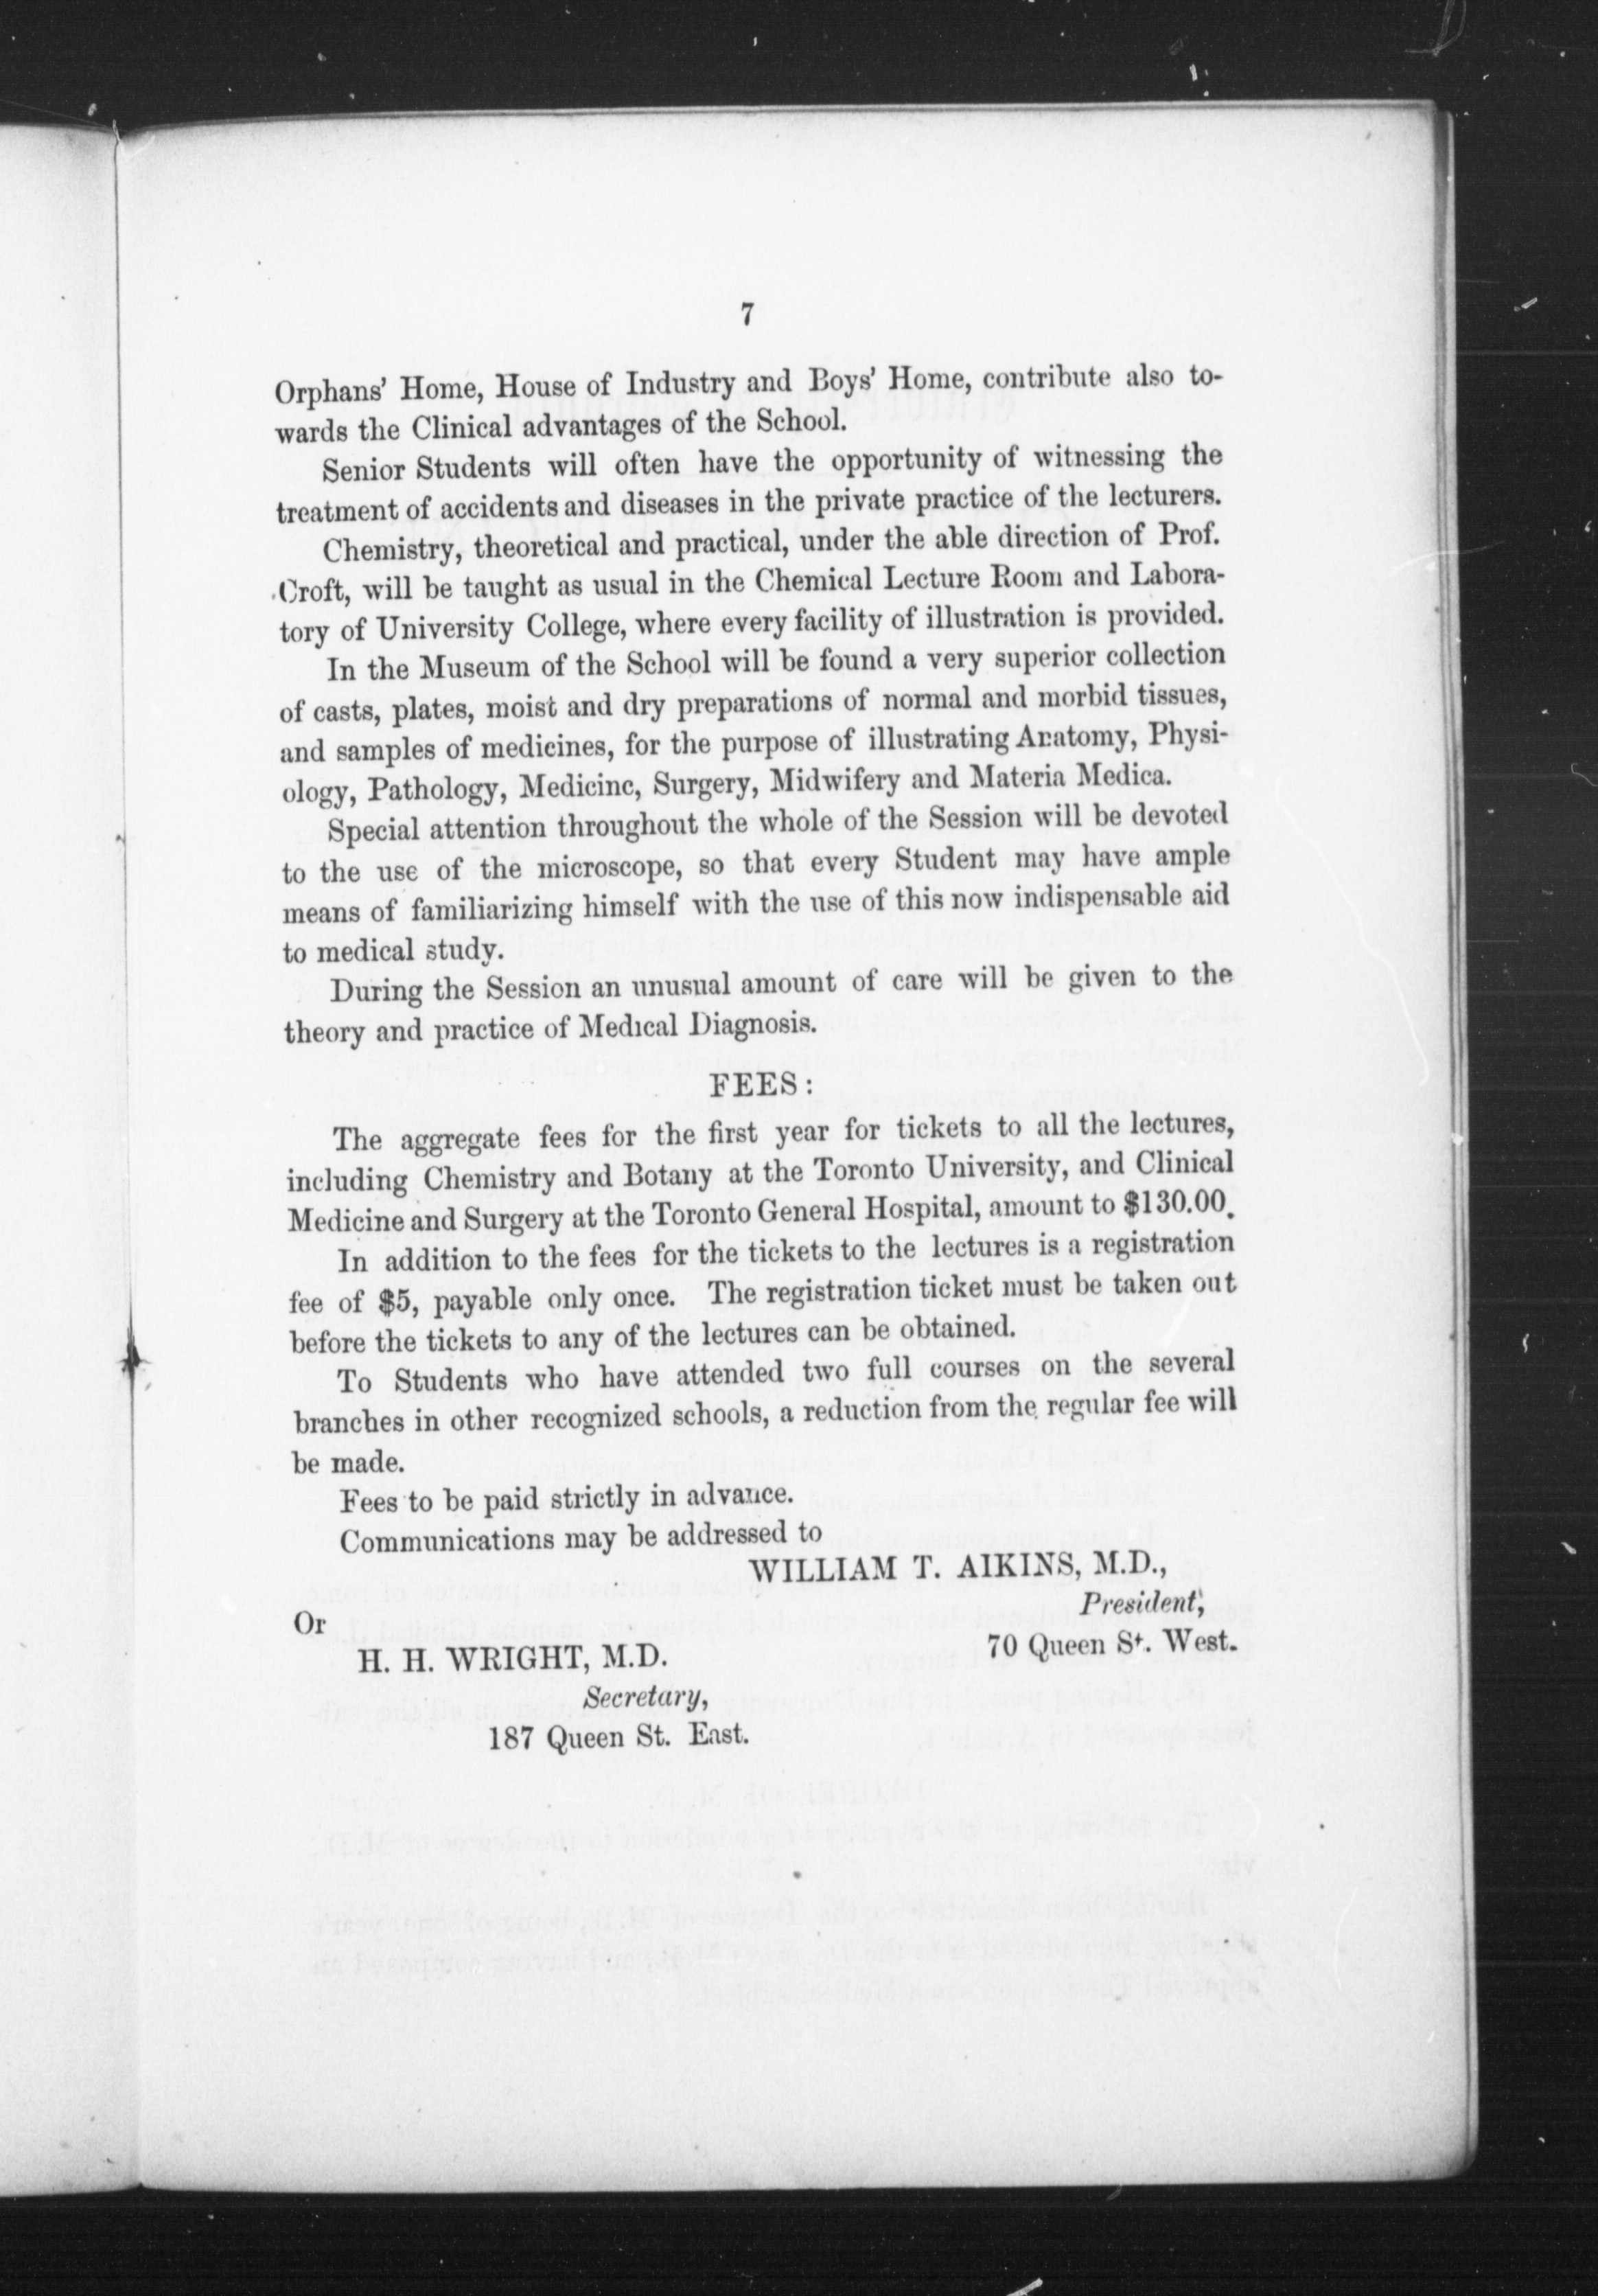 7
Orphans' Home, House of Industry and Boys' Home, contribute also to-
wards the Clinical advantages of the School.
Senior Students will often have the opportunity of witnessing the
treatment of accidents and diseases in the private practice of the lecturers.
Chemistry, theoretical and practical, under the able direction of Prof.
Croft, will be taught as usual in the Chemical Lecture Room and Labora-
tory of University College, where every facility of illustration is provided.
In the Museum of the School will be found a very superior collection
of casts, plates, moist and dry preparations of normal and morbid tissues,
and samples of medicines, for the purpose of illustrating Anatomy, Physi-
ology, Pathology, Medicine, Surgery, Midwifery and Materia Medica.
Special attention throughout the whole of the Session will be devoted
to the use of the microscope, so that every Student may have ample
means of familiarizing himself with the use of this now indispensable aid
to medical study.
During the Session an unusual amount of care will be given to the
theory and practice of Medical Diagnosis.
FEES:
The aggregate fees for the first year for tickets to all the lectures,
including Chemistry and Botany at the Toronto University, and Clinical
Medicine and Surgery at the Toronto General Hospital, amount to $130.00.
In addition to the fees for the tickets to the lectures is a registration
fee of $5, payable only once. The registration ticket must be taken out
before the tickets to any of the lectures can be obtained.
To Students who have attended two full courses on the several
branches in other recognized schools, a reduction from the regular fee will
be made.
Fees to be paid strictly in advance.
Communications may be addressed to
WILLIAM T. AIKINS, M.D.,
President,
70 Queen St. West.
Or
H. H. WRIGHT, M.D.
Secretary,
187 Queen St. East.